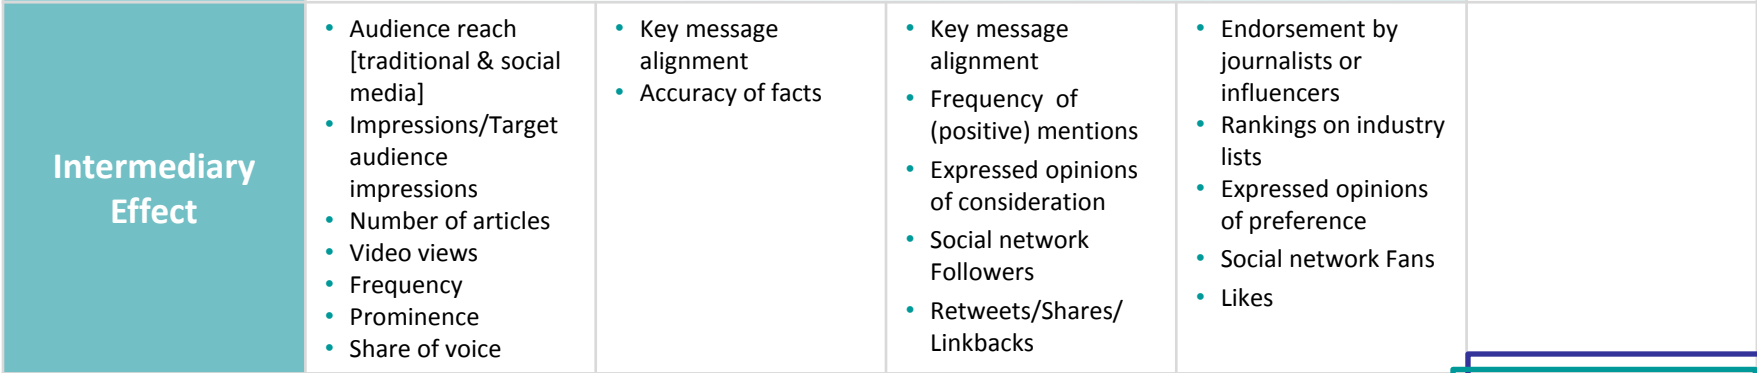 Intermediary
Effect
• Audience reach
[traditional & social
media]
• Impressions/Target
audience
impressions
• Number of articles
• Video views
• Frequency
• Prominence
• Share of voice
• Key message
alignment
• Accuracy of facts
• Key message
alignment
• Frequency of
(positive) mentions
• Expressed opinions
of consideration
• Social network
Followers
• Retweets/Shares/
Linkbacks
• Endorsement by
journalists or
influencers
• Rankings on industry
lists
• Expressed opinions
of preference
• Social network Fans
• Likes